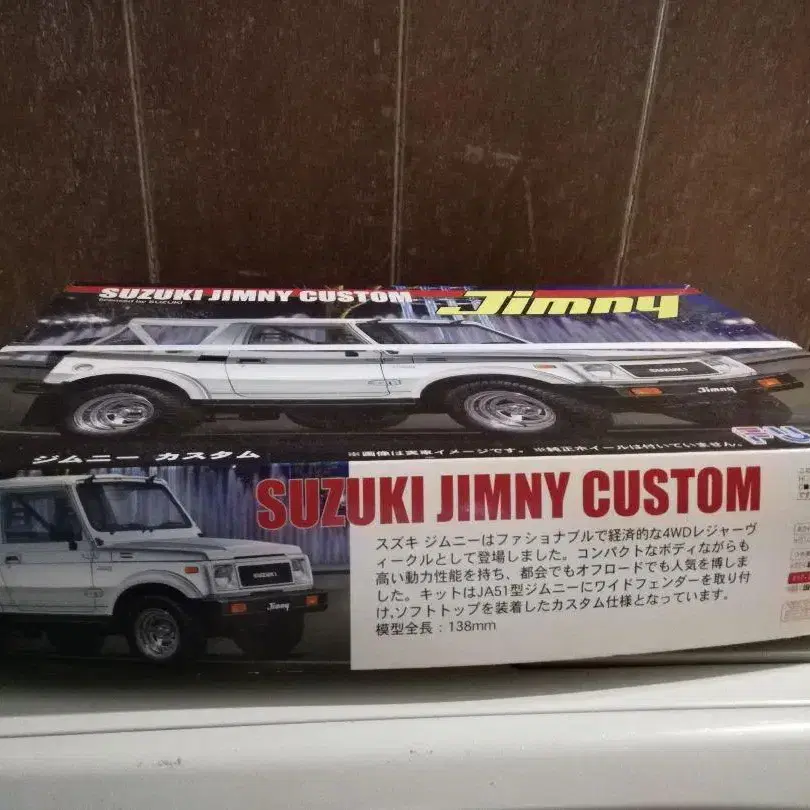 SUZUKI JIMNY CUSTOM
licensed by SUZUKI
Jimny
SUZUKI
Jimny
ジムニー カスタム
※画像は実車イメージです。 ※純正ホイールは付いていません。
SUZUKI JIMNY CUSTOM
スズキ ジムニーはファショナブルで経済的な4WDレジャーヴ
ィークルとして登場しました。コンパクトなボディながらも
高い動力性能を持ち、都会でもオフロードでも人気を博しま
した。キットはJA51型ジムニーにワイドフェンダーを取り付
け,ソフトトップを装着したカスタム仕様となっています。
模型全長：138mm
SUZUKI
Jimny